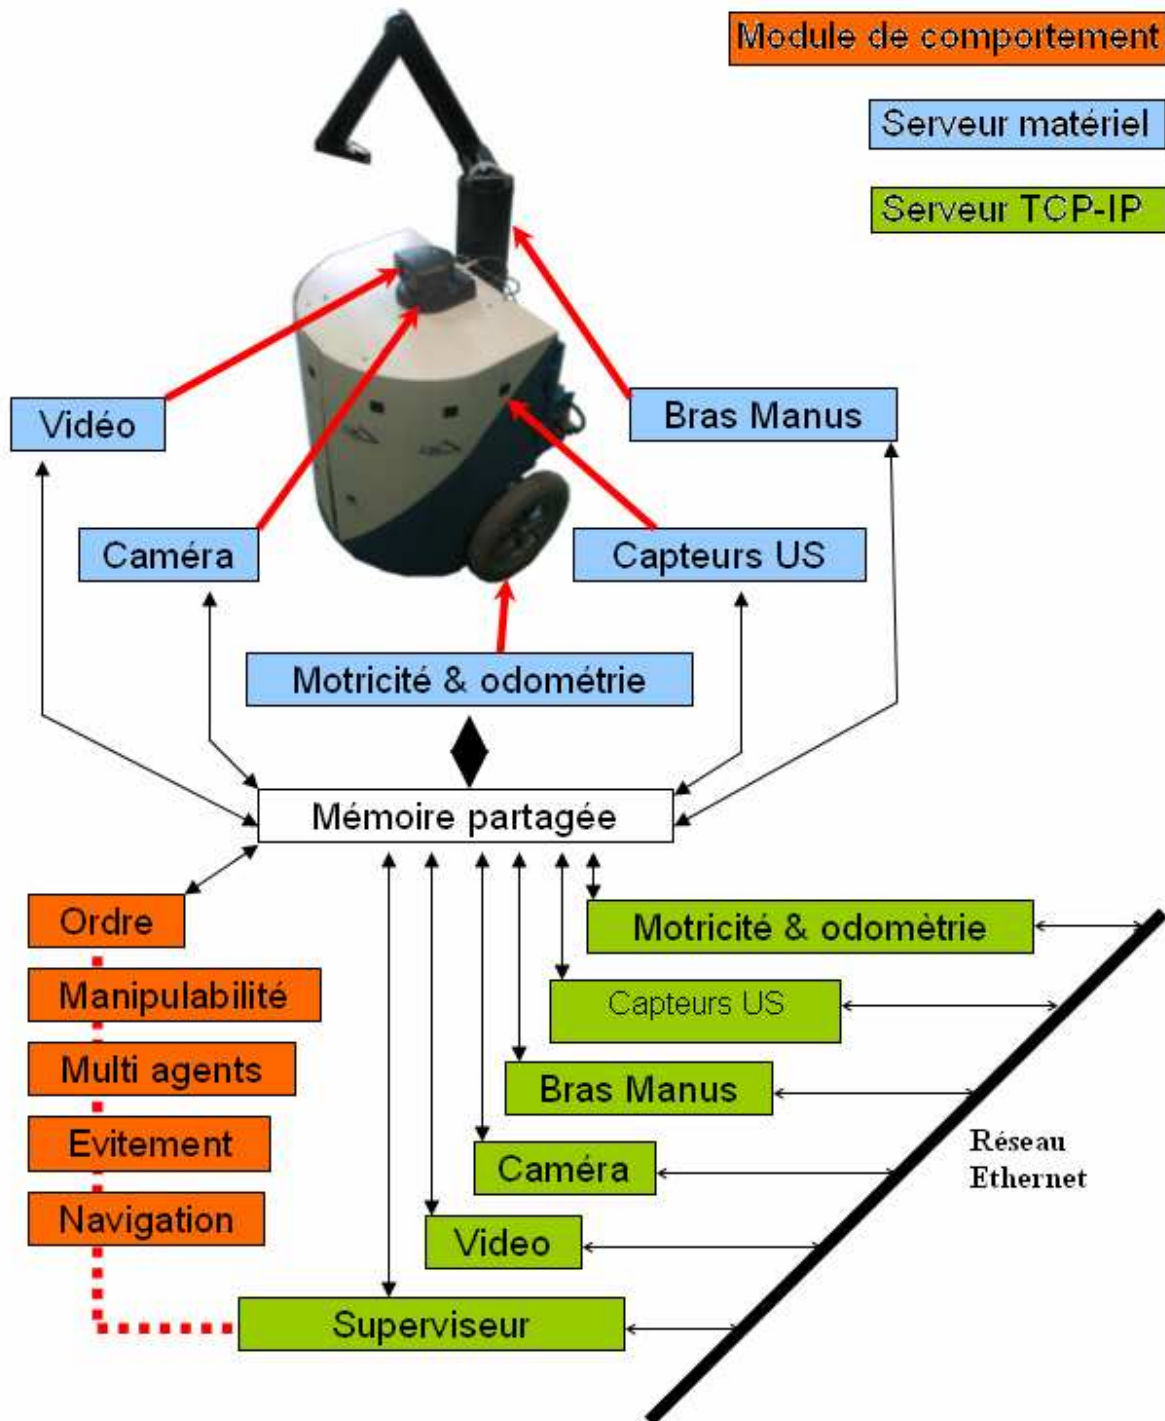 Module de comportement
Serveur matériel
Serveur TCP-IP
Vidéo
Bras Manus
Caméra
Capteurs US
Motricité & odométrie
Mémoire partagée
Ordre
Motricité & odomètrie
Manipulabilité
Capteurs US
Multi agents
Bras Manus
Evitement
Réseau
Ethernet
Caméra
Navigation
Video
Superviseur